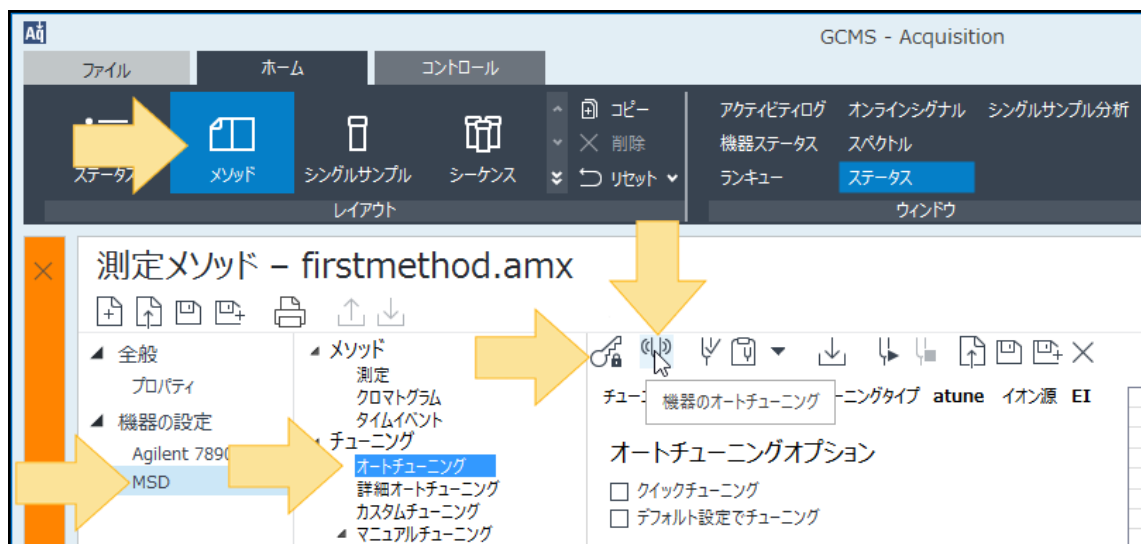 GCMS - Acquisition
ファイル ホーム コントロール
コピー
削除
リセット
ステータス メソッド シングルサンプル シーケンス
レイアウト
アクティビティログ オンラインシグナル シングルサンプル分析
機器ステータス スペクトル
ランキュー ステータス
ウィンドウ
測定メソッド – firstmethod.amx
全般
プロパティ
機器の設定
Agilent 789
MSD
メソッド
測定
クロマトグラム
タイムイベント
チューニング
オートチューニング
詳細オートチューニング
カスタムチューニング
マニュアルチューニング
機器のオートチューニング
ーニングタイプ atune イオン源 EI
オートチューニングオプション
クイックチューニング
デフォルト設定でチューニング